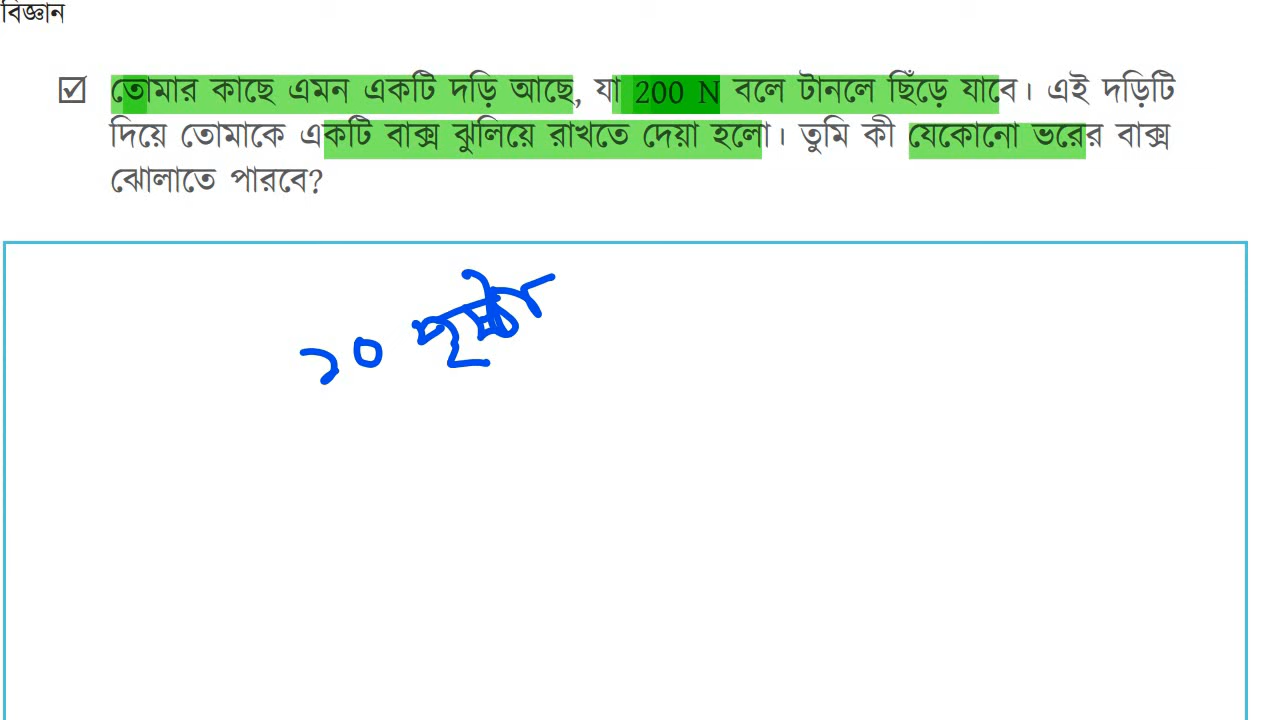 বিজ্ঞান
☑ তোমার কাছে এমন একটি দড়ি আছে, যা 200 N বলে টানলে ছিঁড়ে যাবে। এই দড়িটি
দিয়ে তোমাকে একটি বাক্স ঝুলিয়ে রাখতে দেয়া হলো। তুমি কী যেকোনো ভরের বাক্স
ঝোলাতে পারবে?
১০ পৃষ্ঠা